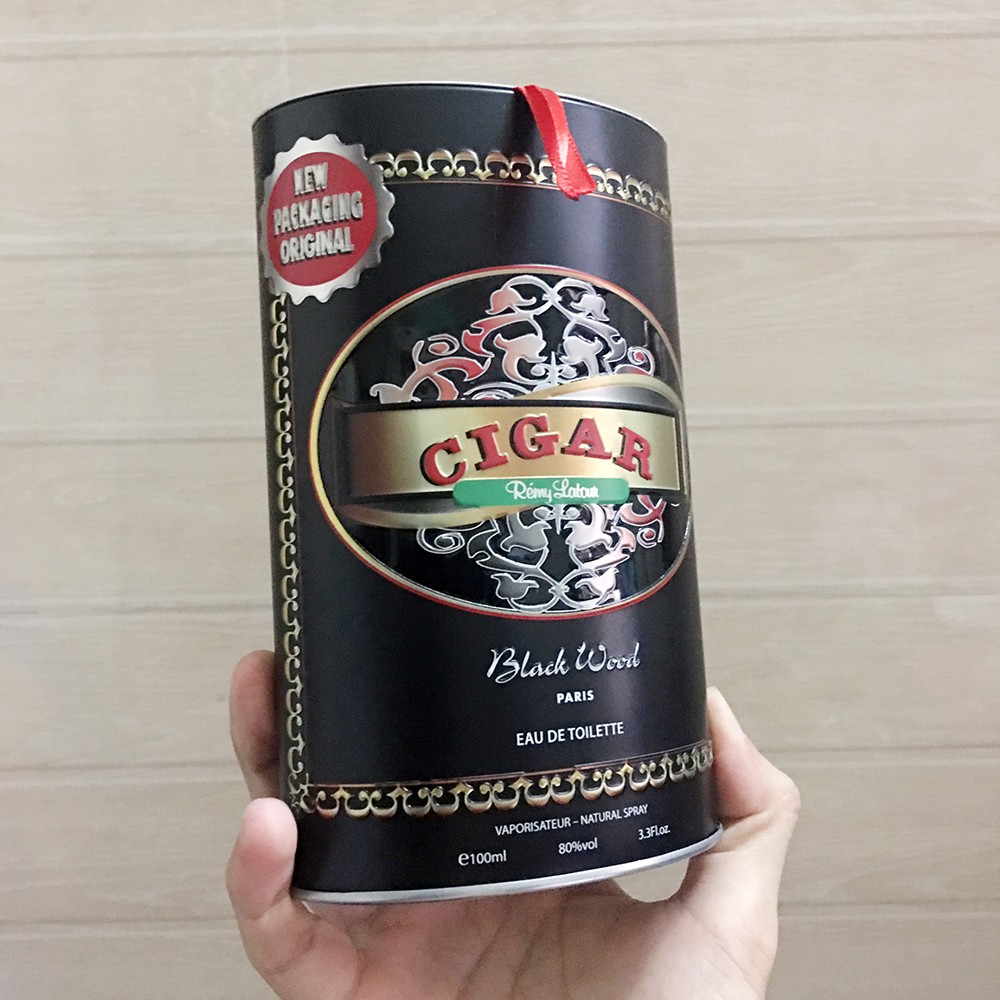 NEW
PACKAGING
ORIGINAL
CIGAR
Rémy Latour
Black Wood
PARIS
EAU DE TOILETTE
VAPORISATEUR – NATURAL SPRAY
e100ml 80%vol 3.3Fl.oz.